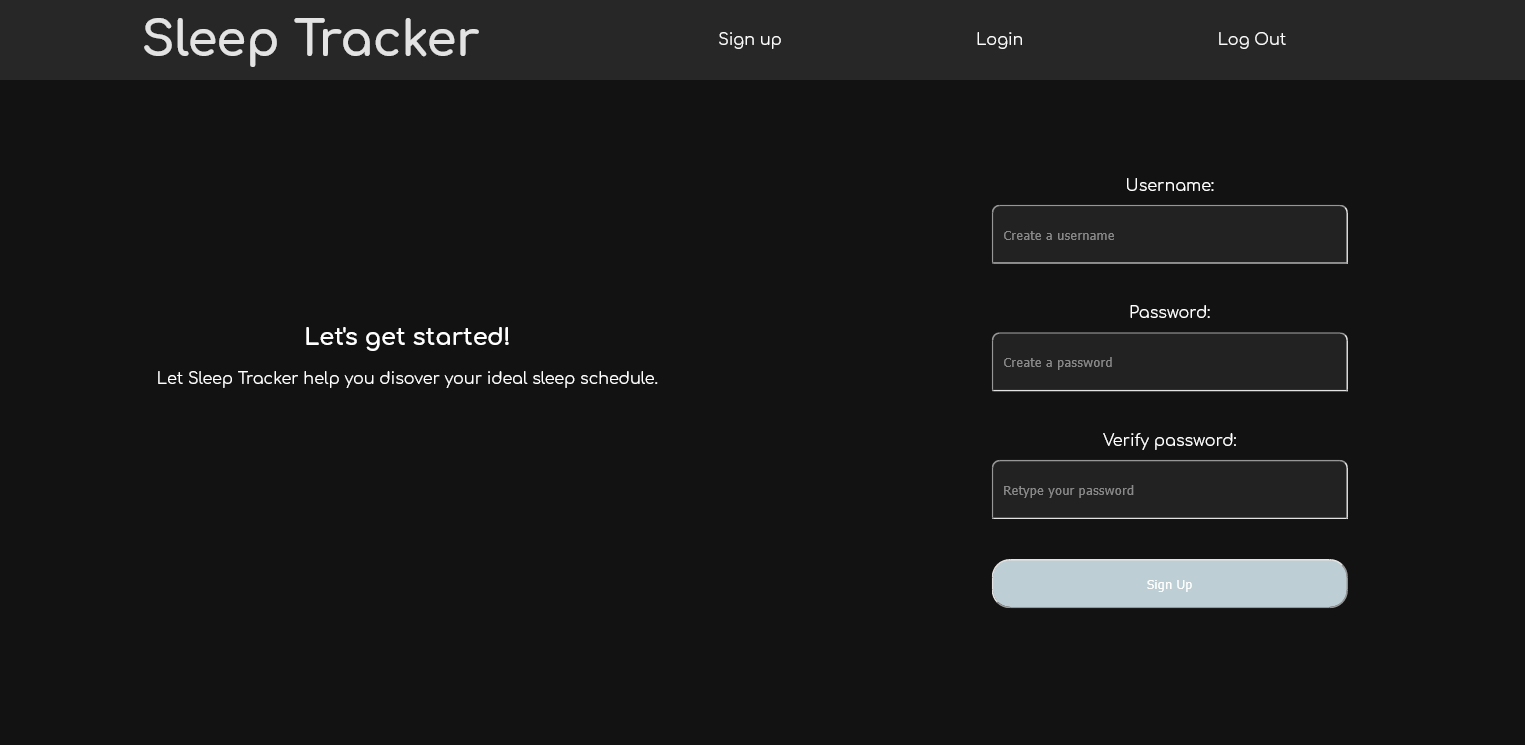 Sleep Tracker
Sign up
Login
Log Out
Let's get started!
Let Sleep Tracker help you disover your ideal sleep schedule.
Username:
Create a username
Password:
Create a password
Verify password:
Retype your password
Sign Up